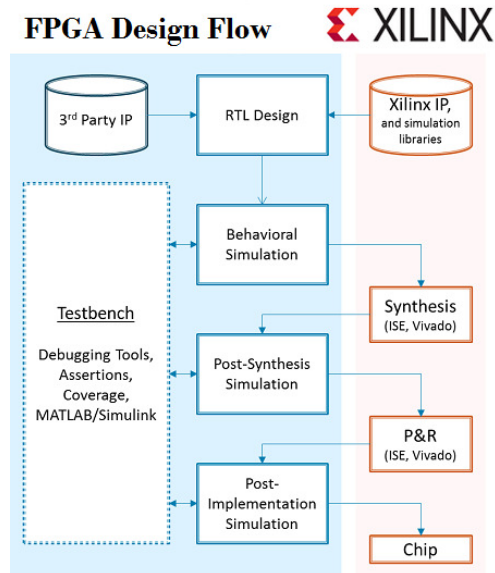 FPGA Design Flow
XILINX
3rd Party IP
RTL Design
Xilinx IP,
and simulation
libraries
Behavioral
Simulation
Synthesis
(ISE, Vivado)
Testbench
Debugging Tools,
Assertions,
Coverage,
MATLAB/Simulink
Post-Synthesis
Simulation
P&R
(ISE, Vivado)
Post-
Implementation
Simulation
Chip